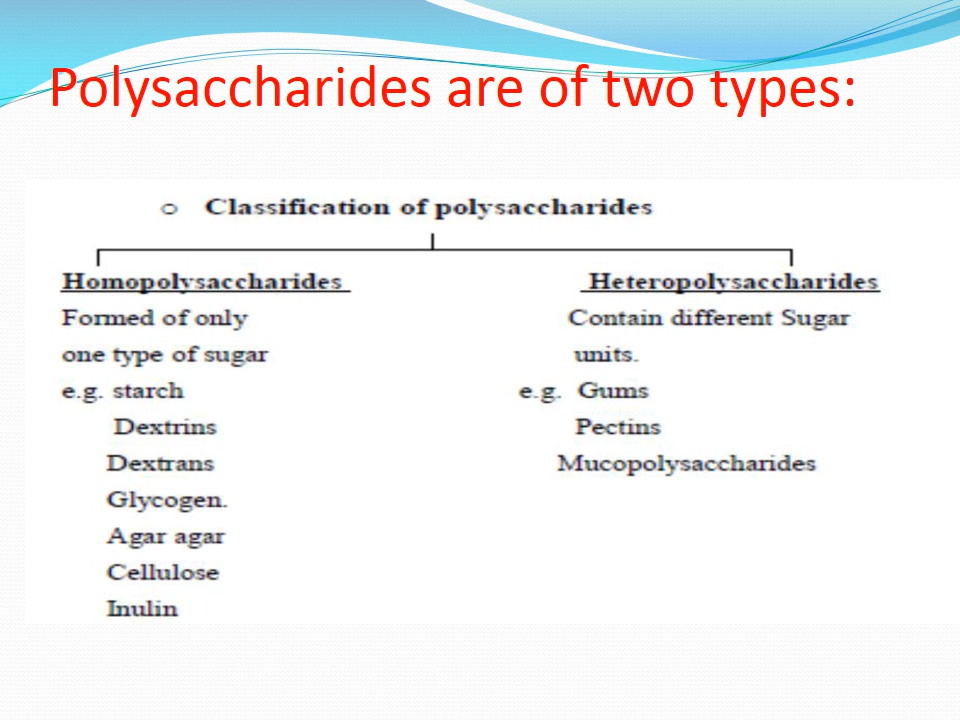 Polysaccharides are of two types:
o Classification of polysaccharides
Homopolysaccharides
Formed of only
one type of sugar
e.g. starch
Dextrins
Dextrans
Glycogen.
Agar agar
Cellulose
Inulin
Heteropolysaccharides
Contain different Sugar
units.
e.g. Gums
Pectins
Mucopolysaccharides